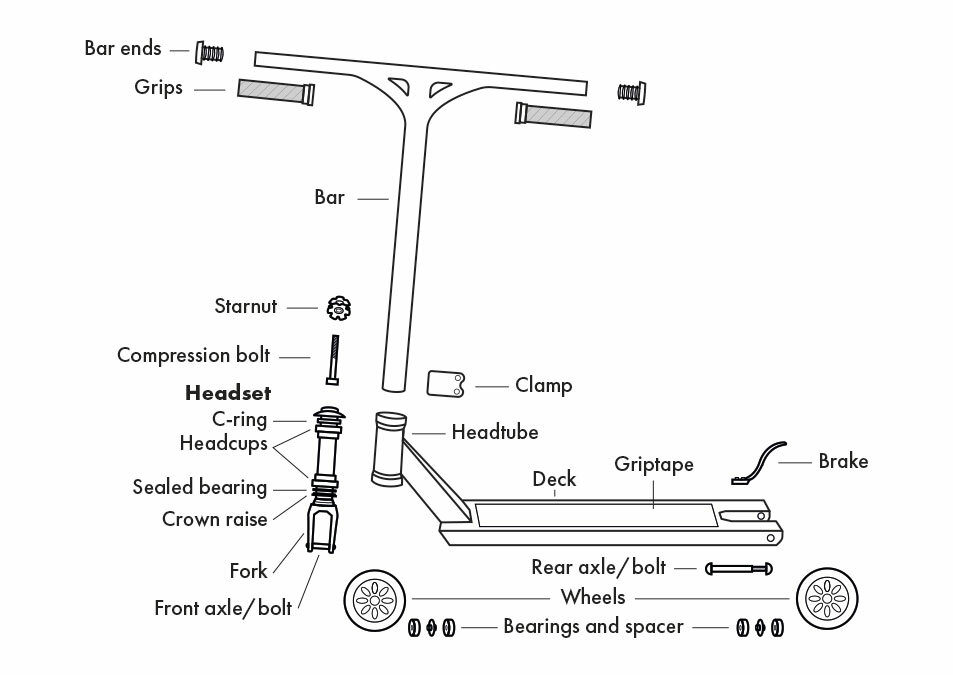 Bar ends
Grips
Bar
Starnut
Compression bolt
Headset
C-ring
Headcups
Sealed bearing
Crown raise
Fork
Front axle/bolt
Clamp
Headtube
Deck
Griptape
Brake
Rear axle/bolt
Wheels
Bearings and spacer